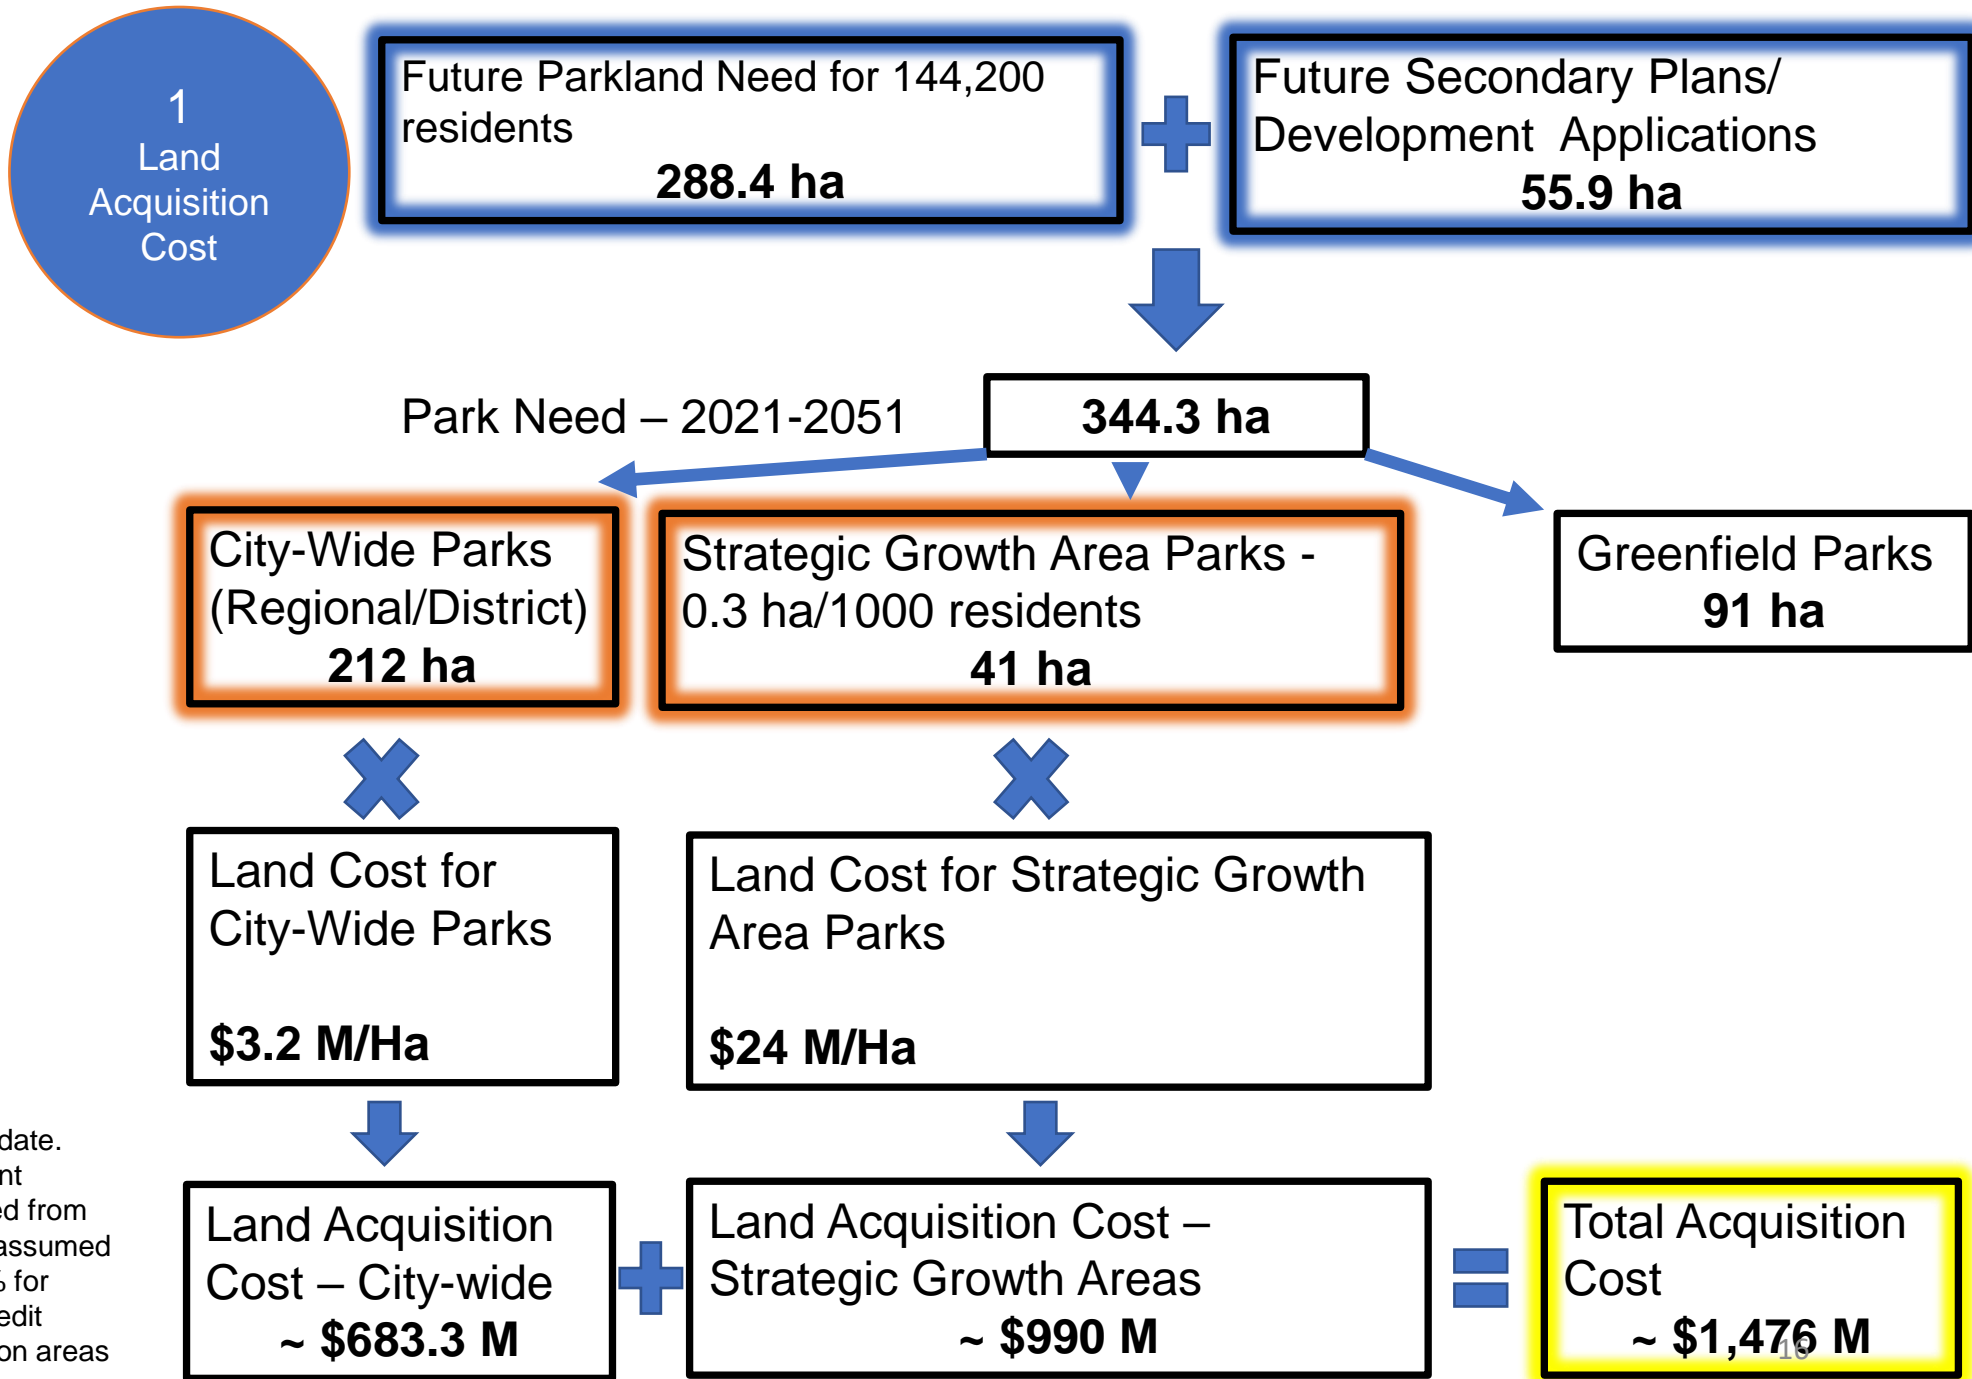 1
Land
Acquisition
Cost
Future Parkland Need for 144,200
residents
288.4 ha
Future Secondary Plans/
Development Applications
55.9 ha
Park Need – 2021-2051
344.3 ha
City-Wide Parks
(Regional/District)
212 ha
Strategic Growth Area Parks -
0.3 ha/1000 residents
41 ha
Greenfield Parks
91 ha
Land Cost for
City-Wide Parks
$3.2 M/Ha
Land Cost for Strategic Growth
Area Parks
$24 M/Ha
date.
nt
ed from
assumed
% for
edit
on areas
Land Acquisition
Cost – City-wide
~ $683.3 M
Land Acquisition Cost –
Strategic Growth Areas
~ $990 M
Total Acquisition
Cost
~ $1,476 M
16